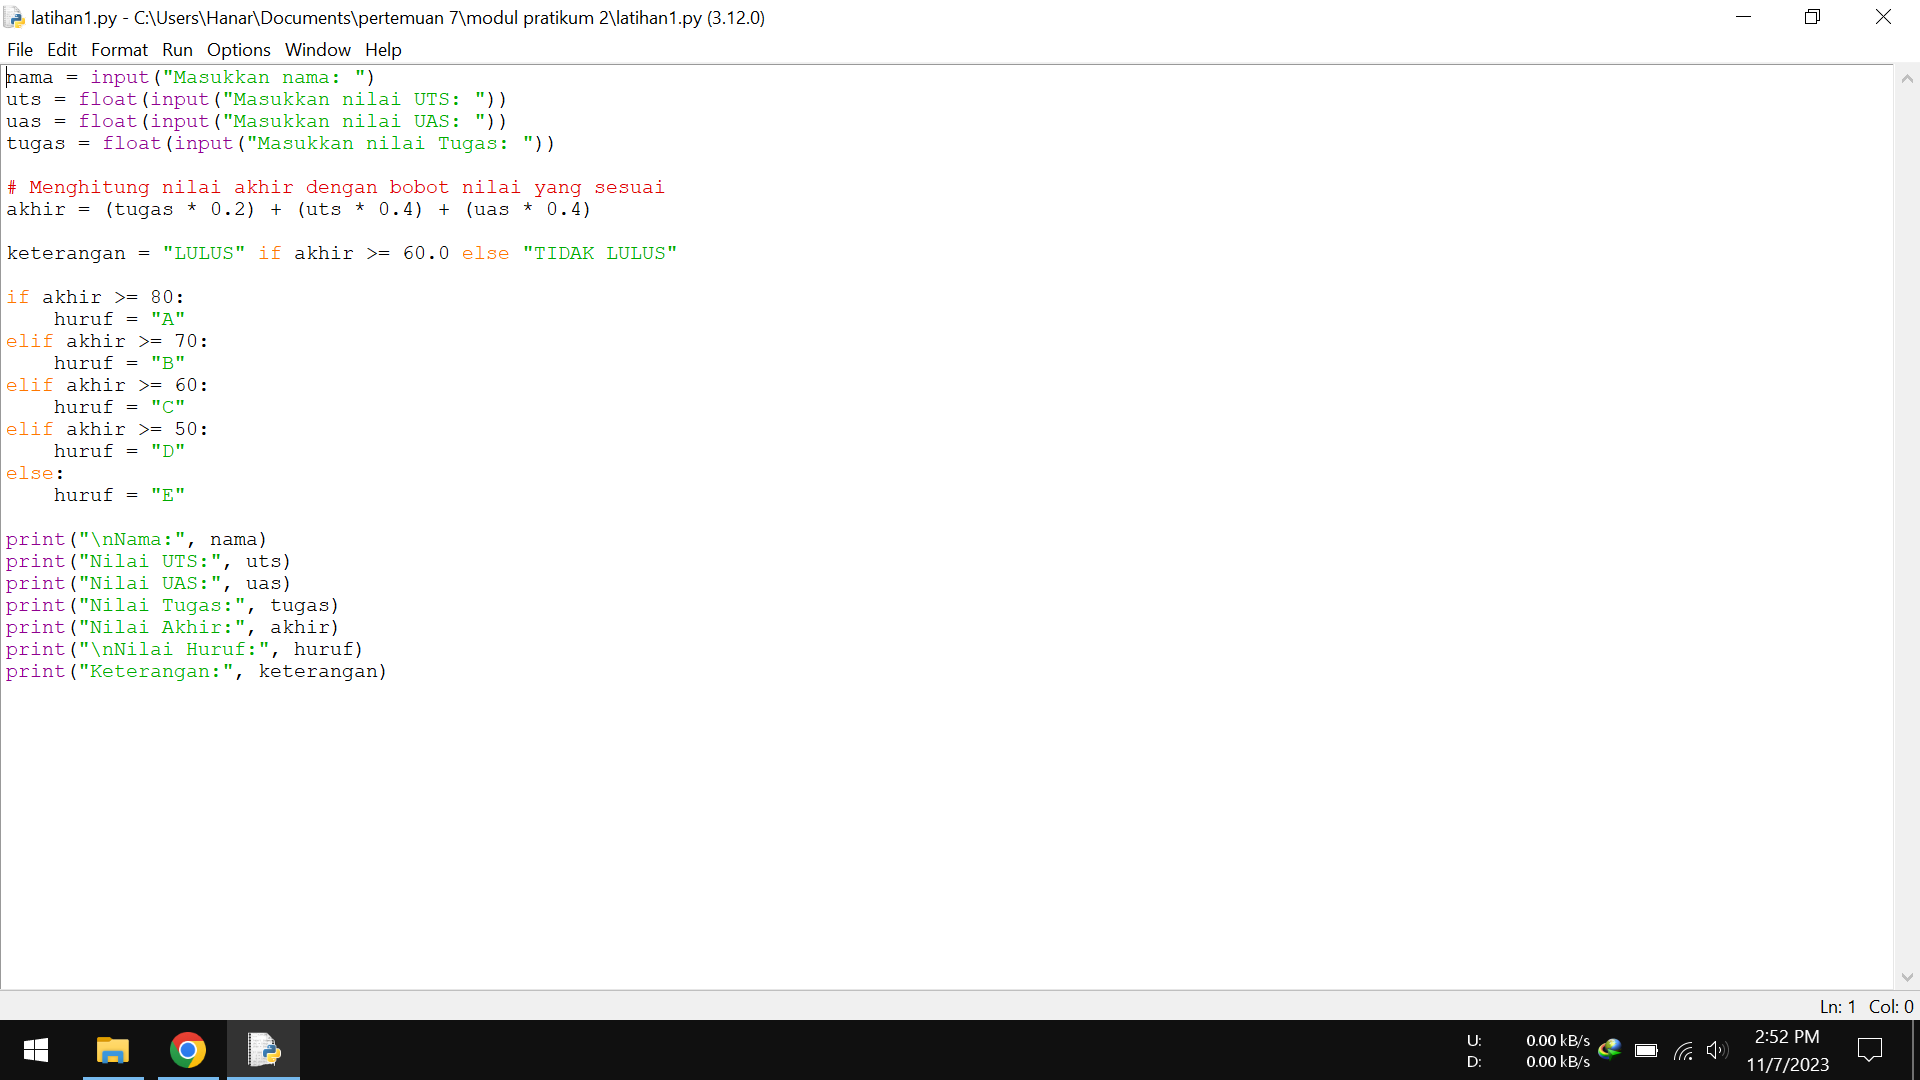 latihan1.py - C:\Users\Hanar\Documents\pertemuan 7\modul pratikum 2\latihan1.py (3.12.0)
File Edit Format Run Options Window Help
nama = input("Masukkan nama: ")
uts = float(input("Masukkan nilai UTS: "))
uas = float(input("Masukkan nilai UAS: "))
tugas = float(input("Masukkan nilai Tugas: "))

# Menghitung nilai akhir dengan bobot nilai yang sesuai
akhir = (tugas * 0.2) + (uts * 0.4) + (uas * 0.4)

keterangan = "LULUS" if akhir >= 60.0 else "TIDAK LULUS"

if akhir >= 80:
    huruf = "A"
elif akhir >= 70:
    huruf = "B"
elif akhir >= 60:
    huruf = "C"
elif akhir >= 50:
    huruf = "D"
else:
    huruf = "E"

print("\nNama:", nama)
print("Nilai UTS:", uts)
print("Nilai UAS:", uas)
print("Nilai Tugas:", tugas)
print("Nilai Akhir:", akhir)
print("\nNilai Huruf:", huruf)
print("Keterangan:", keterangan)
Ln: 1 Col: 0
U: 0.00 kB/s
D: 0.00 kB/s
2:52 PM
11/7/2023